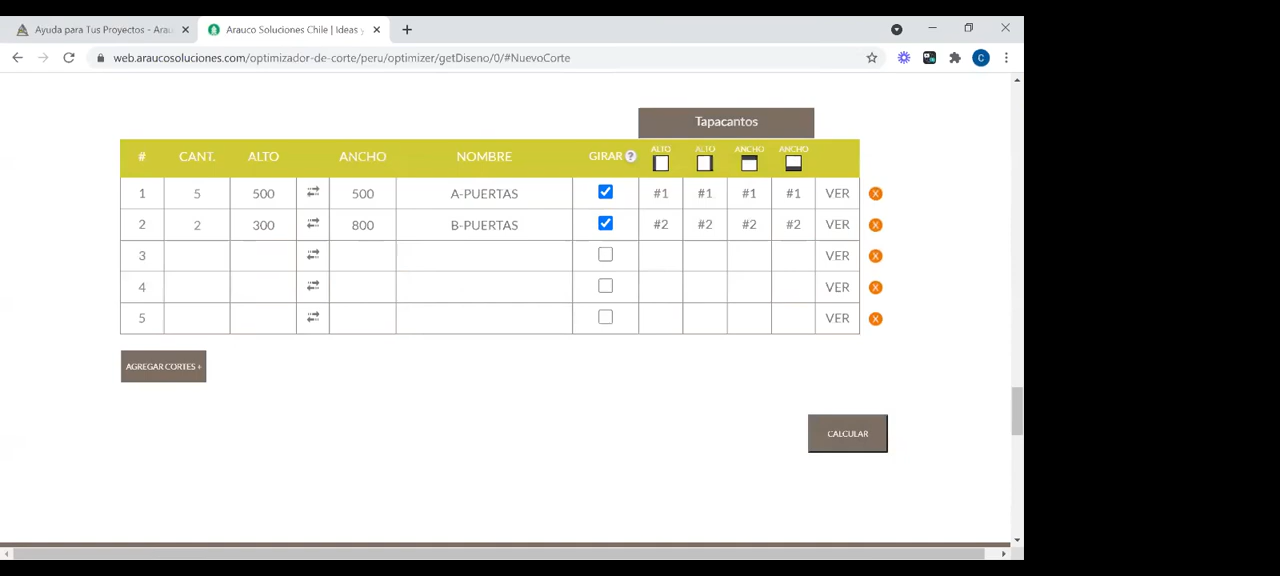 Ayuda para Tus Proyectos - Arau
Arauco Soluciones Chile | Ideas
web.araucosoluciones.com/optimizador-de-corte/peru/optimizer/getDiseno/0/#NuevoCorte
C
Tapacantos
# CANT. ALTO ANCHO NOMBRE GIRAR ? ALTO ALTO ANCHO ANCHO
1 5 500 500 A-PUERTAS #1 #1 #1 #1 VER X
2 2 300 800 B-PUERTAS #2 #2 #2 #2 VER X
3 VER X
4 VER X
5 VER X
AGREGAR CORTES +
CALCULAR